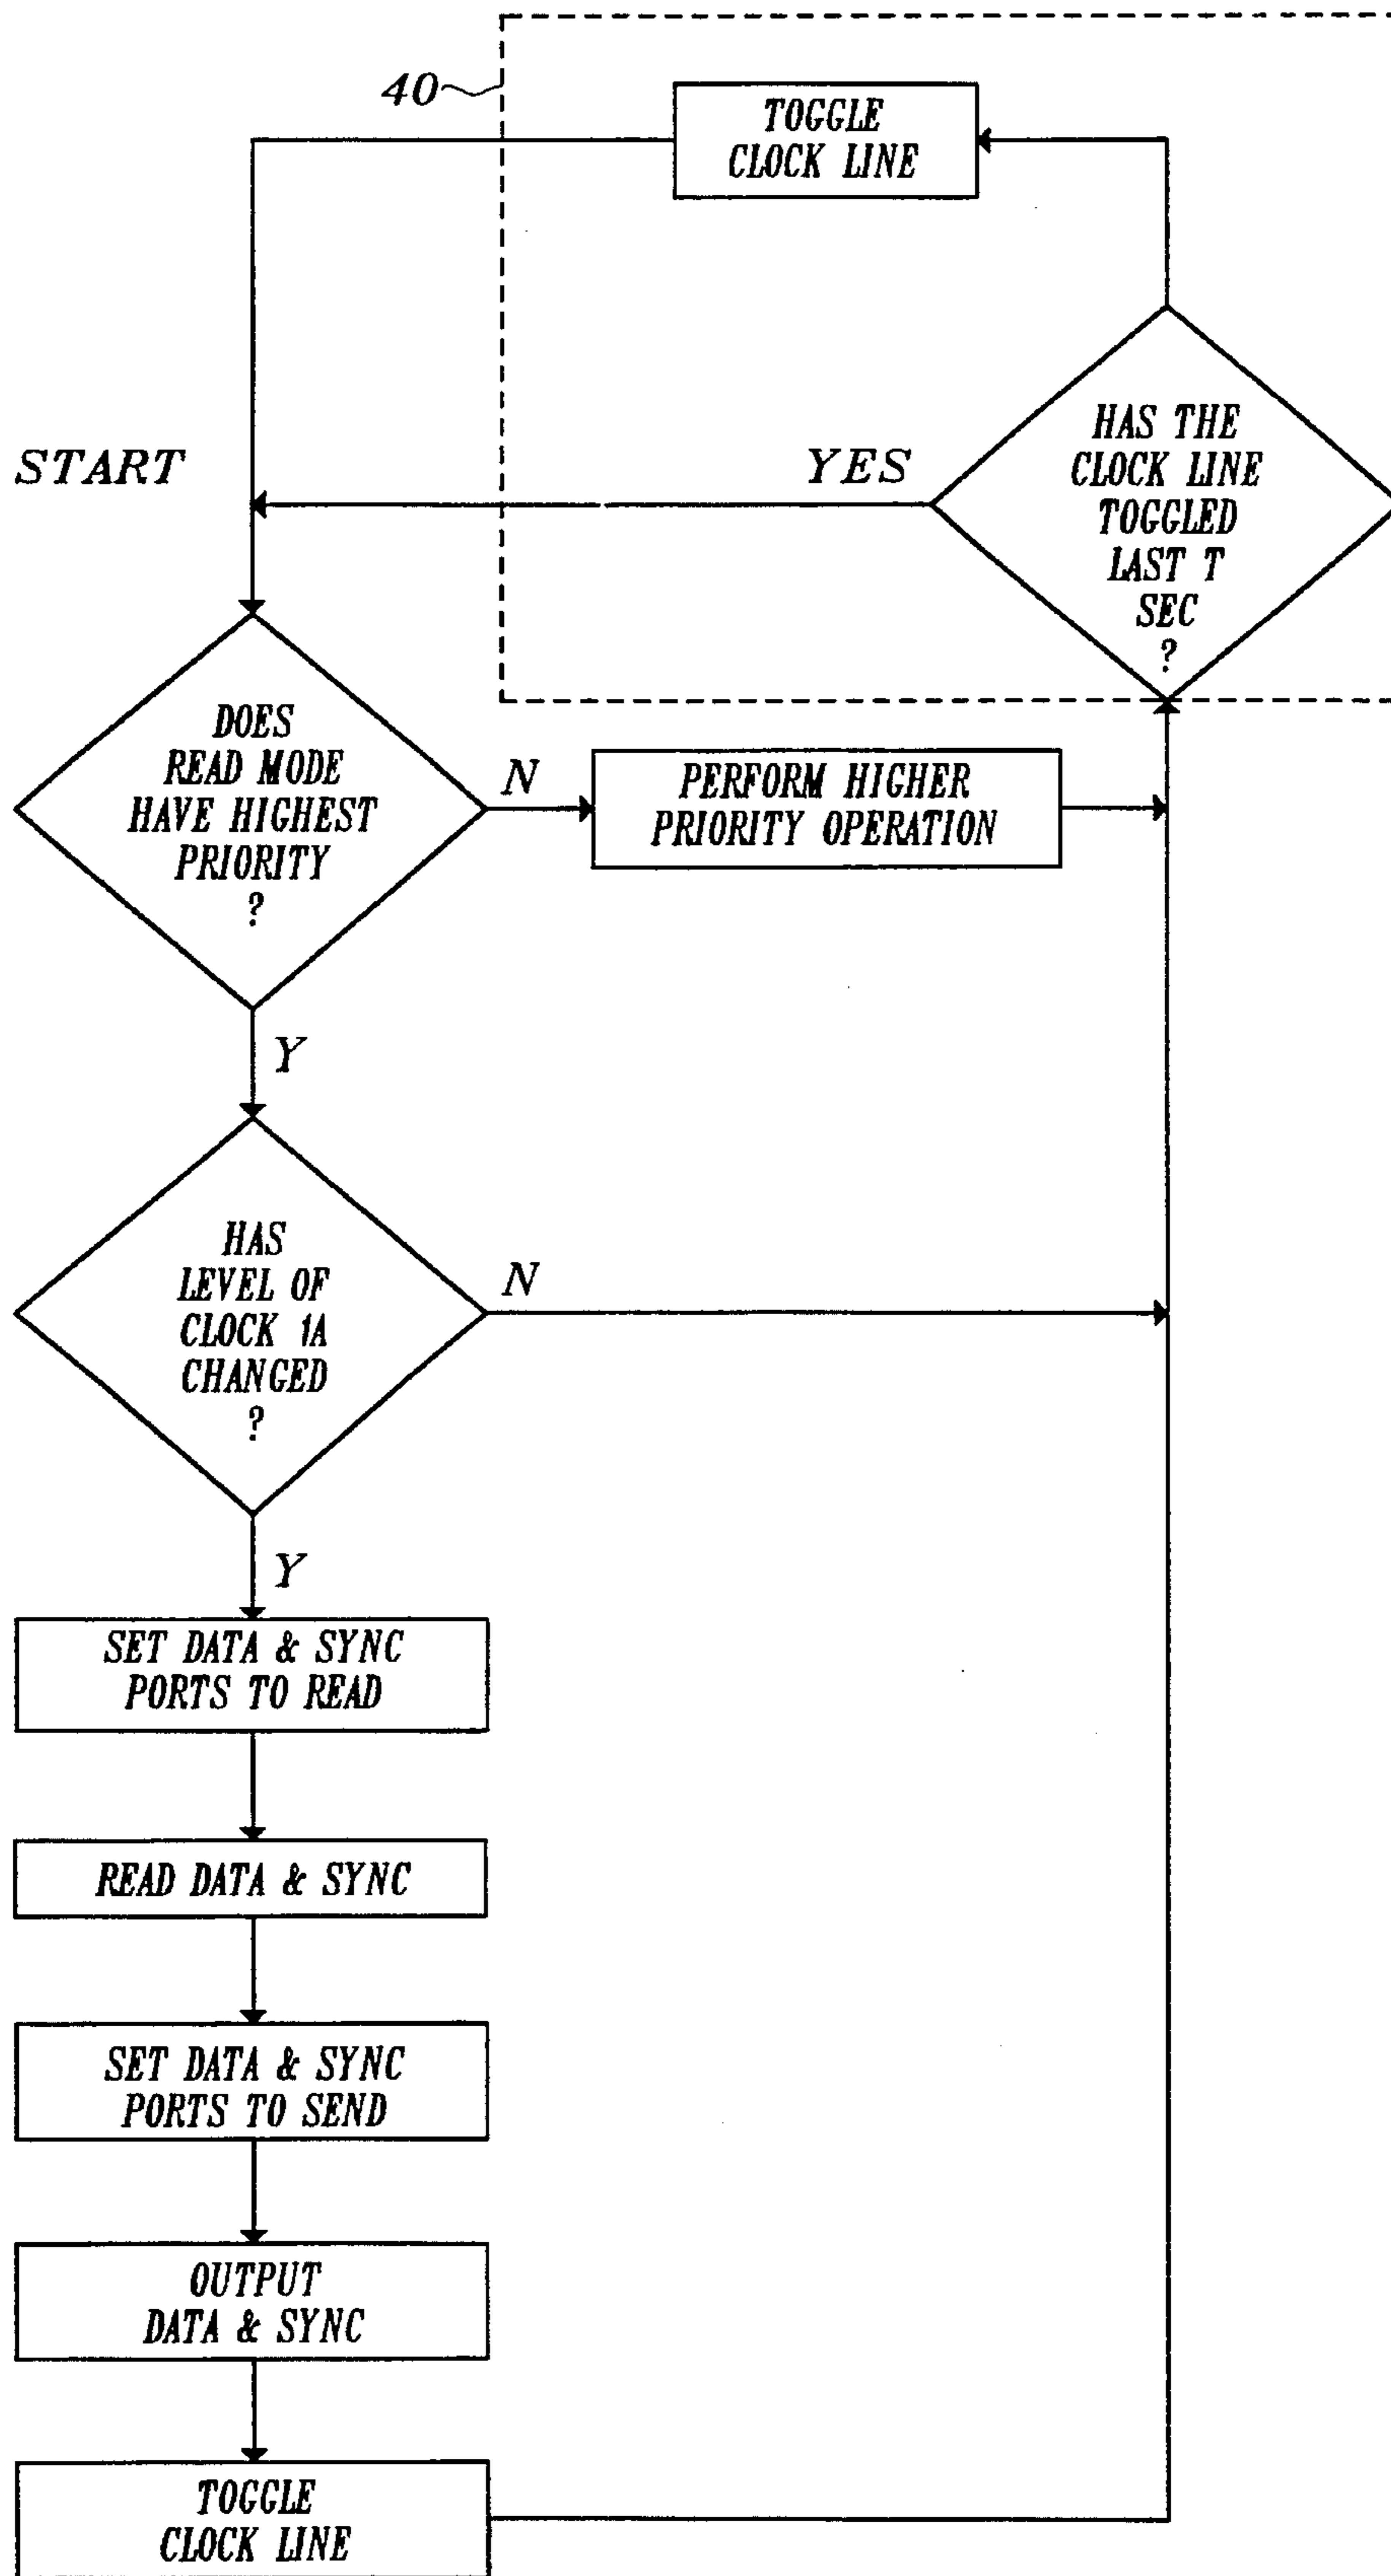 40
TOGGLE
CLOCK LINE
START
YES
HAS THE
CLOCK LINE
TOGGLED
LAST T
SEC
?
DOES
READ MODE
HAVE HIGHEST
PRIORITY
?
N
PERFORM HIGHER
PRIORITY OPERATION
Y
HAS
LEVEL OF
CLOCK 1A
CHANGED
?
N
Y
SET DATA & SYNC
PORTS TO READ
READ DATA & SYNC
SET DATA & SYNC
PORTS TO SEND
OUTPUT
DATA & SYNC
TOGGLE
CLOCK LINE